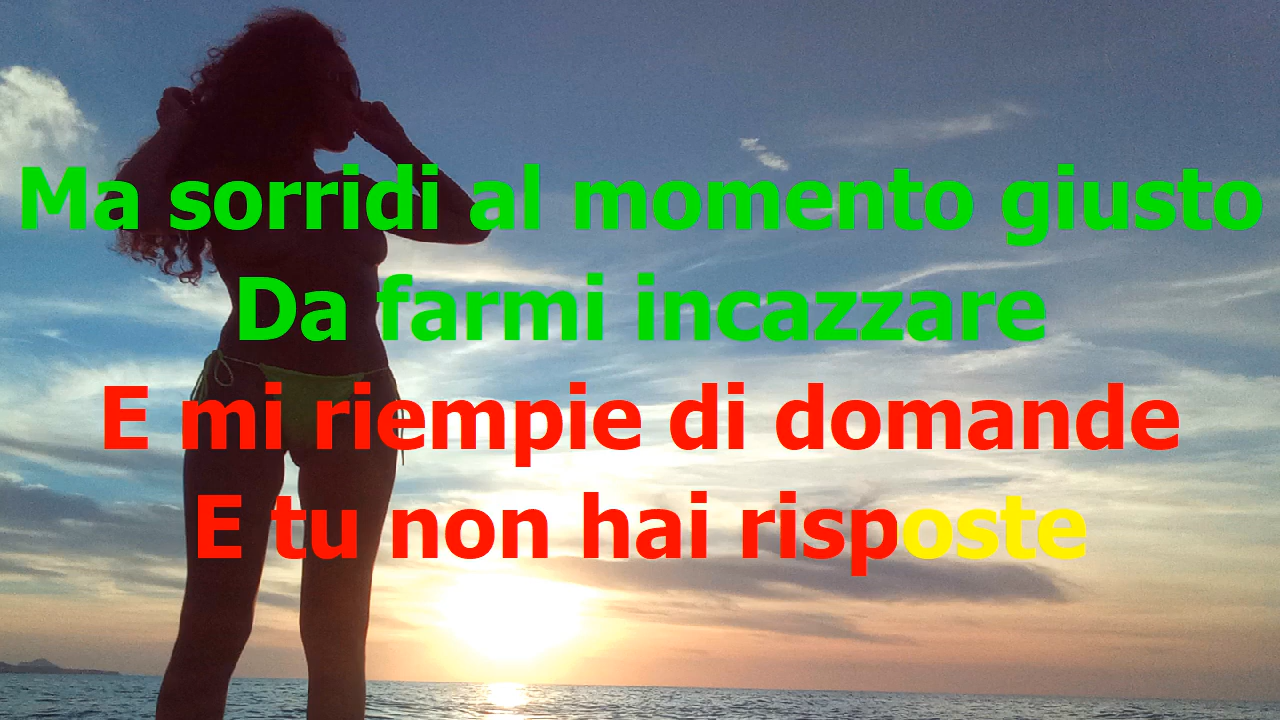 Ma sorridi al momento giusto
Da farmi incazzare
E mi riempie di domande
E tu non hai risposte